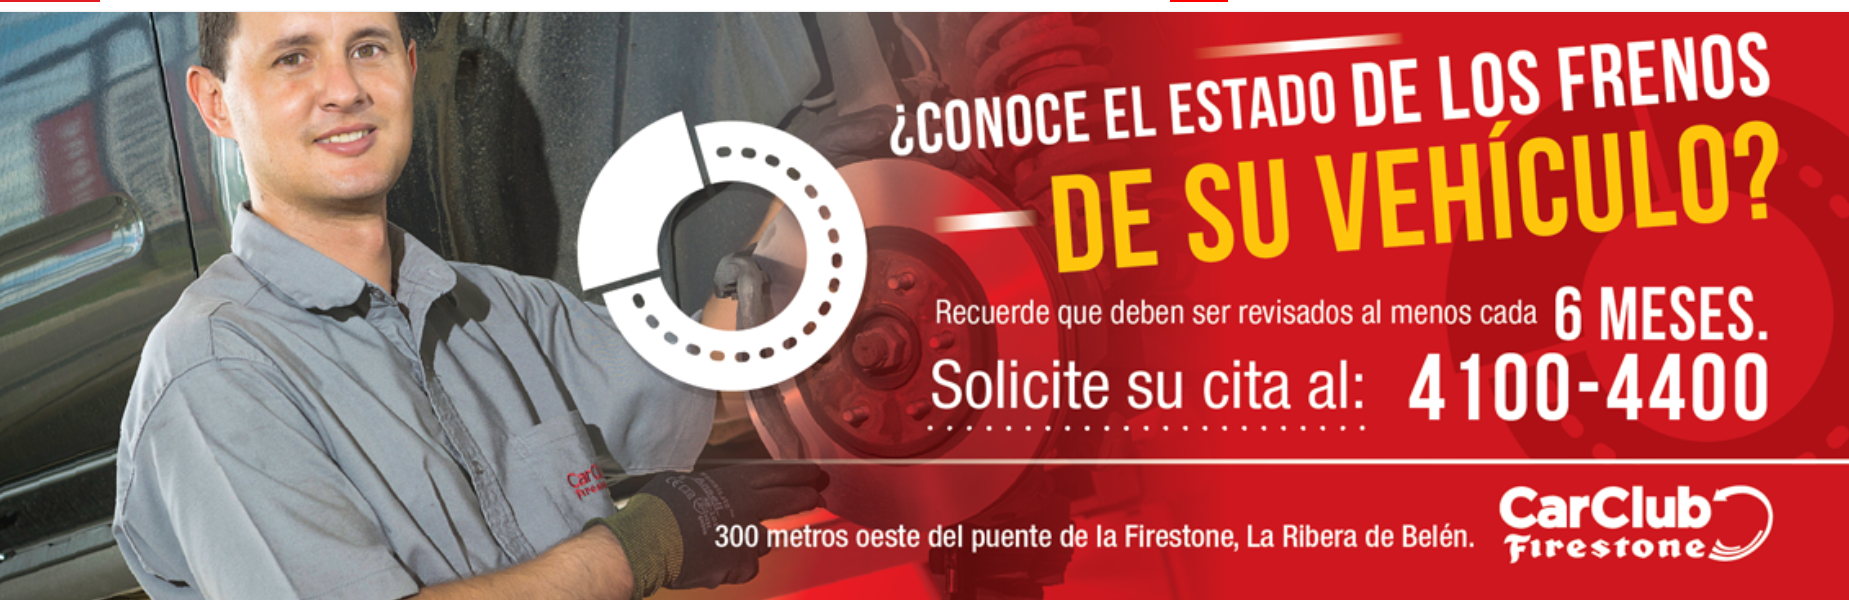 ¿CONOCE EL ESTADO DE LOS FRENOS
DE SU VEHÍCULO?
Recuerde que deben ser revisados al menos cada 6 MESES.
Solicite su cita al: 4100-4400
300 metros oeste del puente de la Firestone, La Ribera de Belén.
CarClub
Firestone